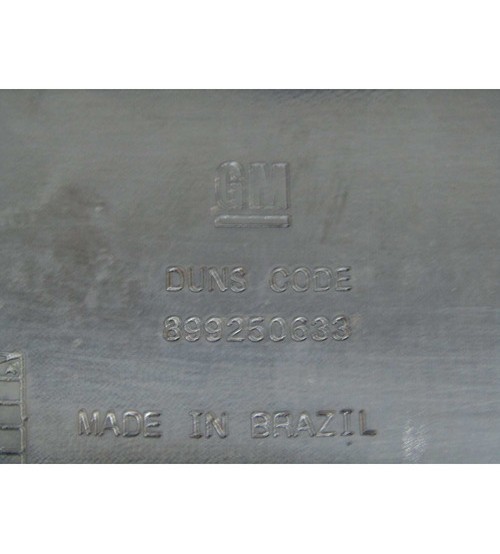 GM
DUNS CODE
899250633
MADE IN BRAZIL